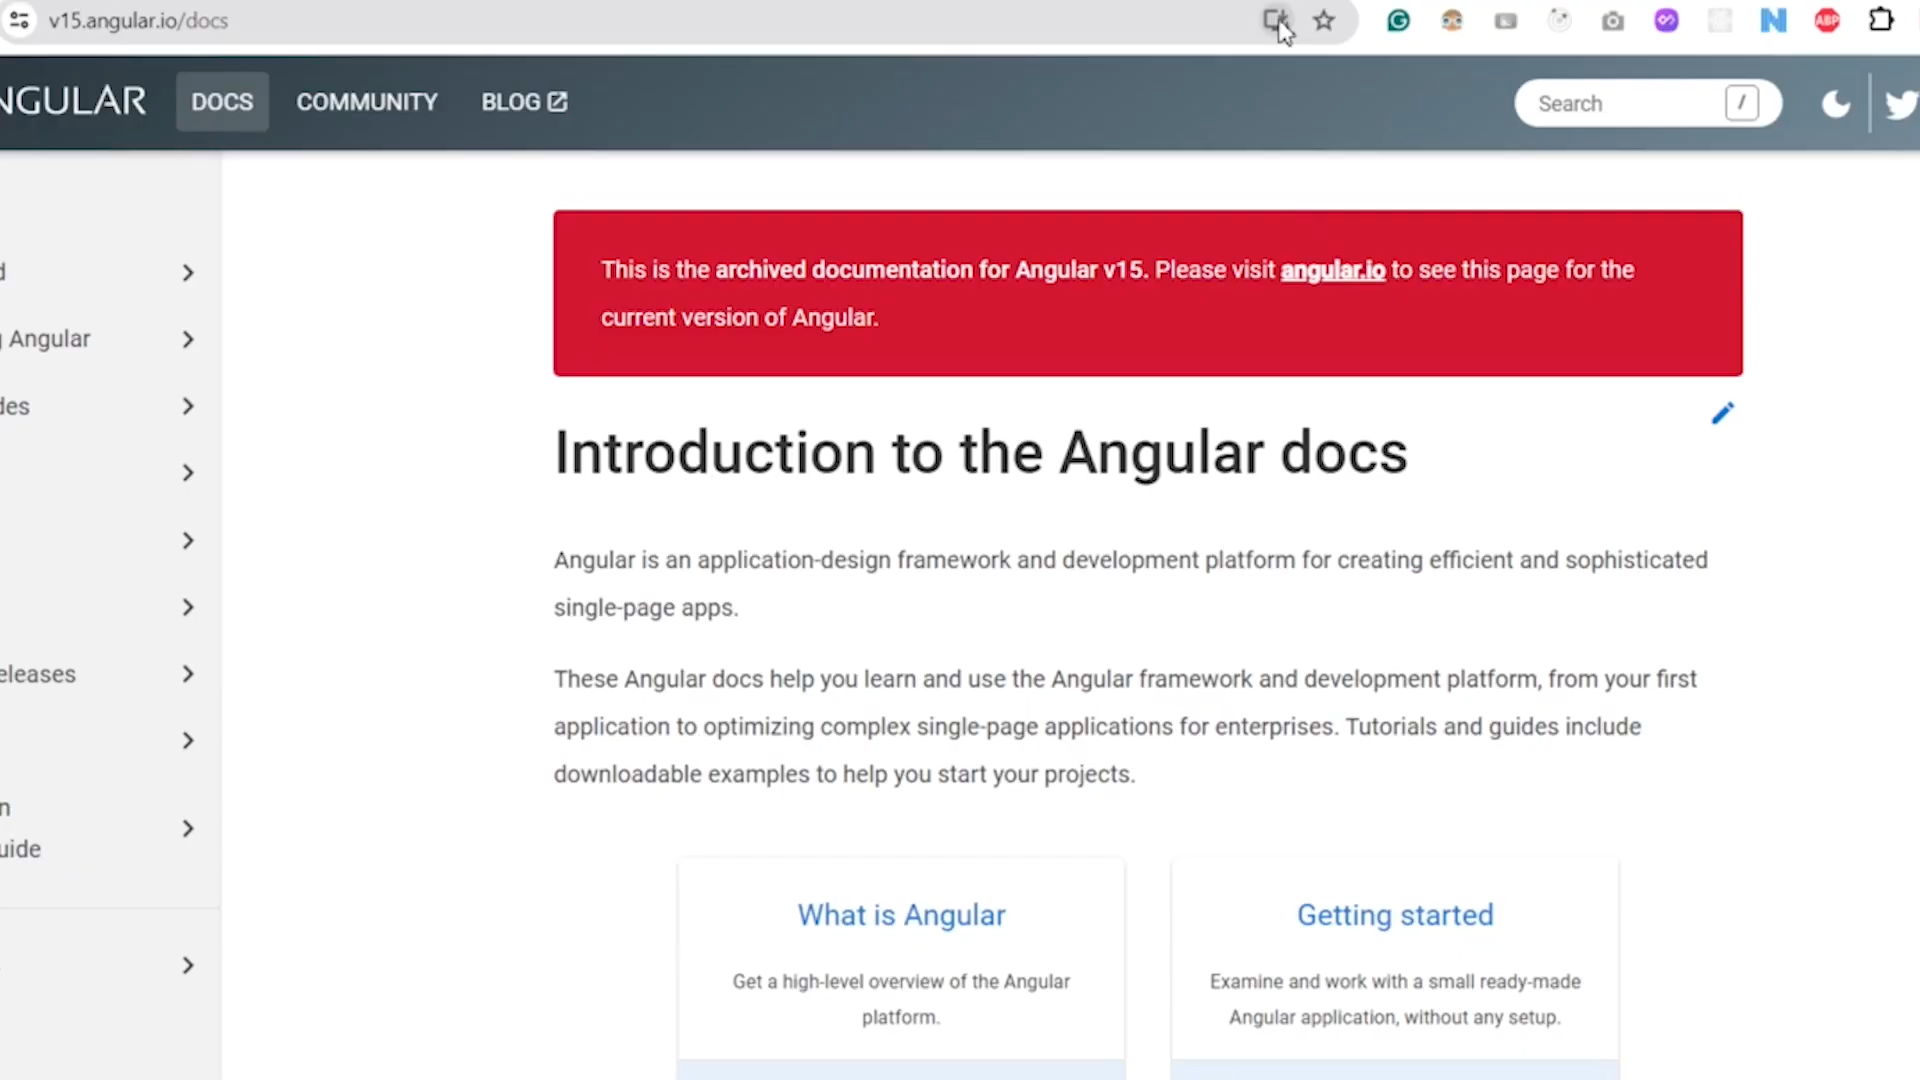 v15.angular.io/docs
ABP
NGULAR
DOCS
COMMUNITY
BLOG
Search
/
This is the archived documentation for Angular v15. Please visit angular.io to see this page for the
current version of Angular.
Angular
des
eleases
n
uide
Introduction to the Angular docs
Angular is an application-design framework and development platform for creating efficient and sophisticated
single-page apps.
These Angular docs help you learn and use the Angular framework and development platform, from your first
application to optimizing complex single-page applications for enterprises. Tutorials and guides include
downloadable examples to help you start your projects.
What is Angular
Get a high-level overview of the Angular
platform.
Getting started
Examine and work with a small ready-made
Angular application, without any setup.